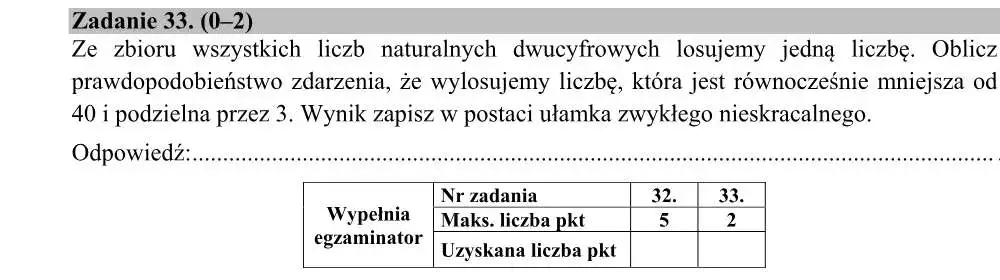 Zadanie 33. (0–2)
Ze zbioru wszystkich liczb naturalnych dwucyfrowych losujemy jedną liczbę. Oblicz
prawdopodobieństwo zdarzenia, że wylosujemy liczbę, która jest równocześnie mniejsza od
40 i podzielna przez 3. Wynik zapisz w postaci ułamka zwykłego nieskracalnego.
Odpowiedź:..............................................................................................................................
Wypełnia egzaminator
Nr zadania 32. 33.
Maks. liczba pkt 5 2
Uzyskana liczba pkt